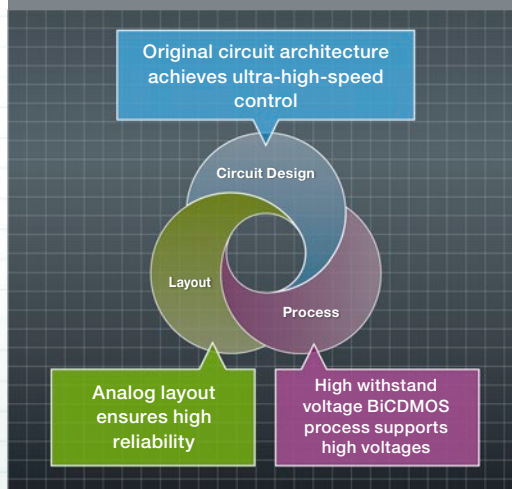 Original circuit architecture
achieves ultra-high-speed
control
Circuit Design
Layout
Process
Analog layout
ensures high
reliability
High withstand
voltage BiCDMOS
process supports
high voltages